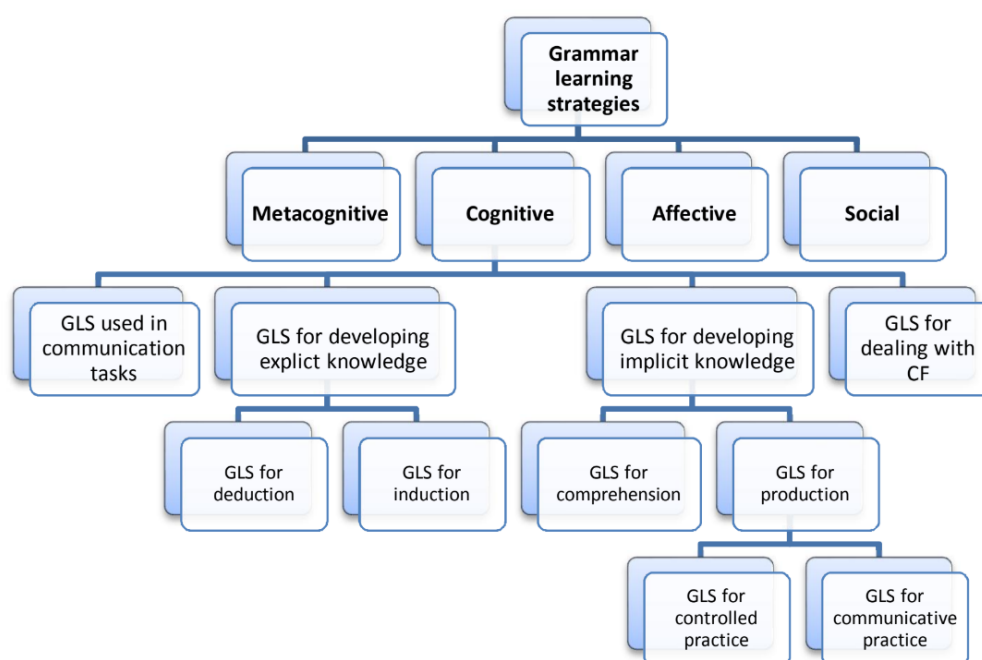 Grammar
learning
strategies
Metacognitive
Cognitive
Affective
Social
GLS used in
communication
tasks
GLS for developing
explict knowledge
GLS for developing
implicit knowledge
GLS for
dealing with
CF
GLS for
deduction
GLS for
induction
GLS for
comprehension
GLS for
production
GLS for
controlled
practice
GLS for
communicative
practice